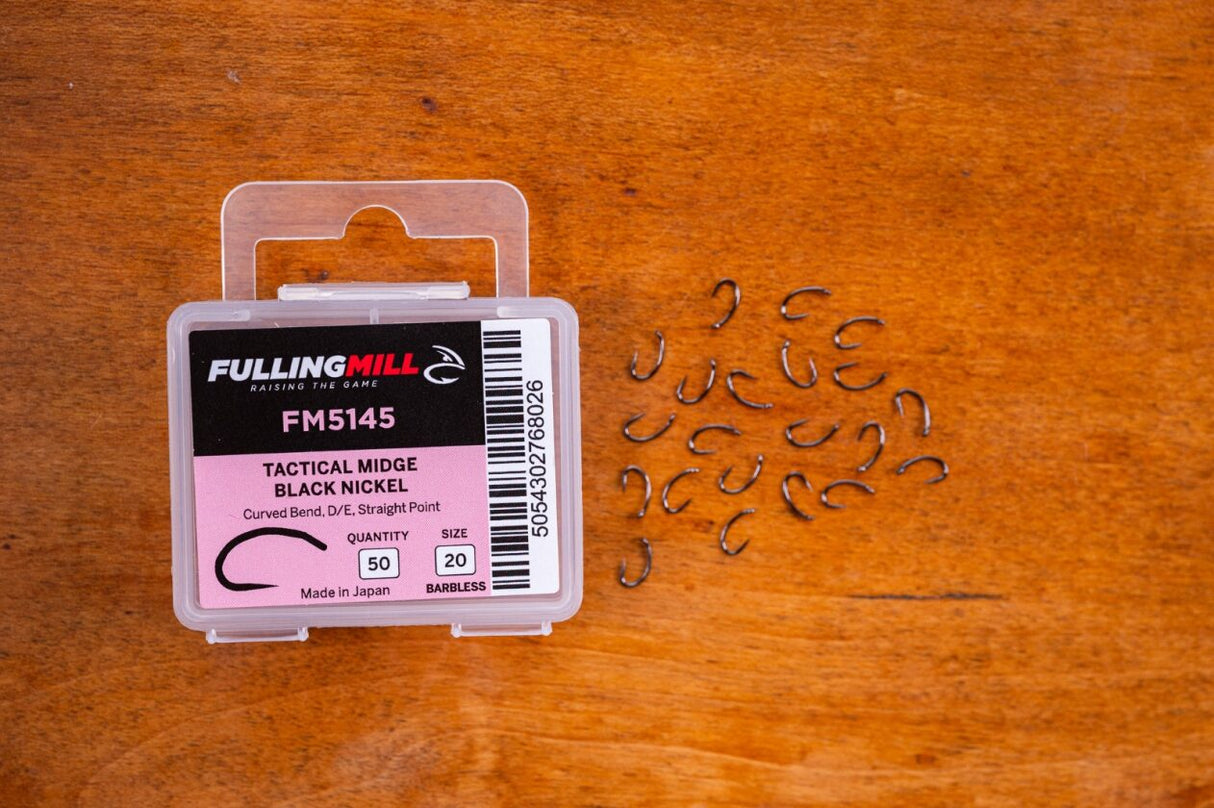 FULLINGMILL
RAISING THE GAME
FM5145
TACTICAL MIDGE
BLACK NICKEL
Curved Bend, D/E, Straight Point
QUANTITY
50
SIZE
20
Made in Japan
BARBLESS
5054302768026